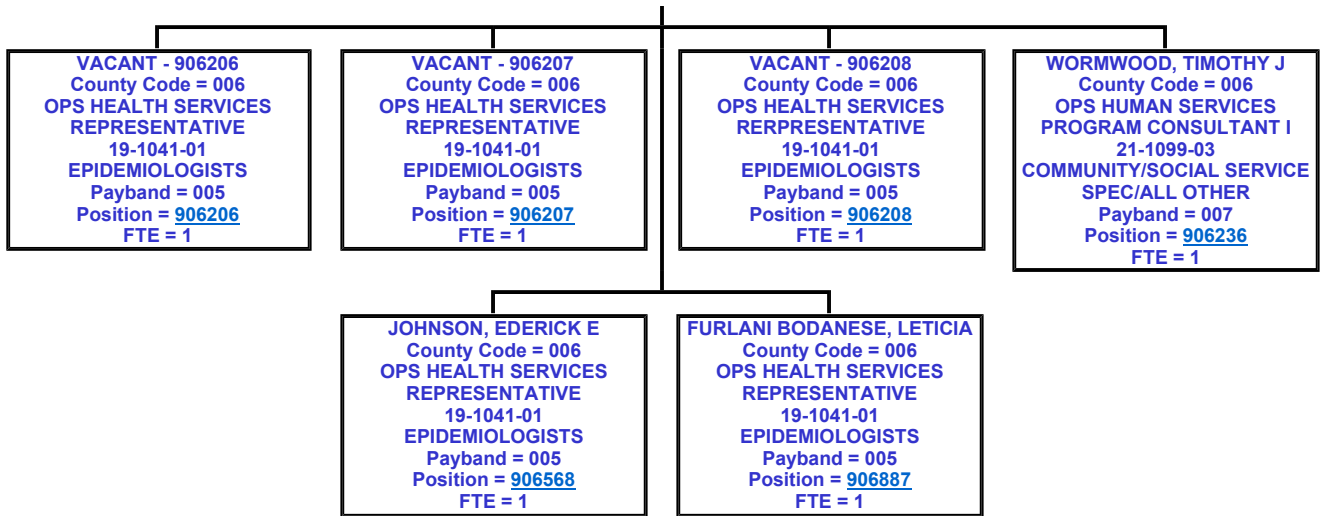 VACANT - 906206
County Code = 006
OPS HEALTH SERVICES
REPRESENTATIVE
19-1041-01
EPIDEMIOLOGISTS
Payband = 005
Position = 906206
FTE = 1
VACANT - 906207
County Code = 006
OPS HEALTH SERVICES
REPRESENTATIVE
19-1041-01
EPIDEMIOLOGISTS
Payband = 005
Position = 906207
FTE = 1
VACANT - 906208
County Code = 006
OPS HEALTH SERVICES
RERPRESENTATIVE
19-1041-01
EPIDEMIOLOGISTS
Payband = 005
Position = 906208
FTE = 1
WORMWOOD, TIMOTHY J
County Code = 006
OPS HUMAN SERVICES
PROGRAM CONSULTANT I
21-1099-03
COMMUNITY/SOCIAL SERVICE
SPEC/ALL OTHER
Payband = 007
Position = 906236
FTE = 1
JOHNSON, EDERICK E
County Code = 006
OPS HEALTH SERVICES
REPRESENTATIVE
19-1041-01
EPIDEMIOLOGISTS
Payband = 005
Position = 906568
FTE = 1
FURLANI BODANESE, LETICIA
County Code = 006
OPS HEALTH SERVICES
REPRESENTATIVE
19-1041-01
EPIDEMIOLOGISTS
Payband = 005
Position = 906887
FTE = 1